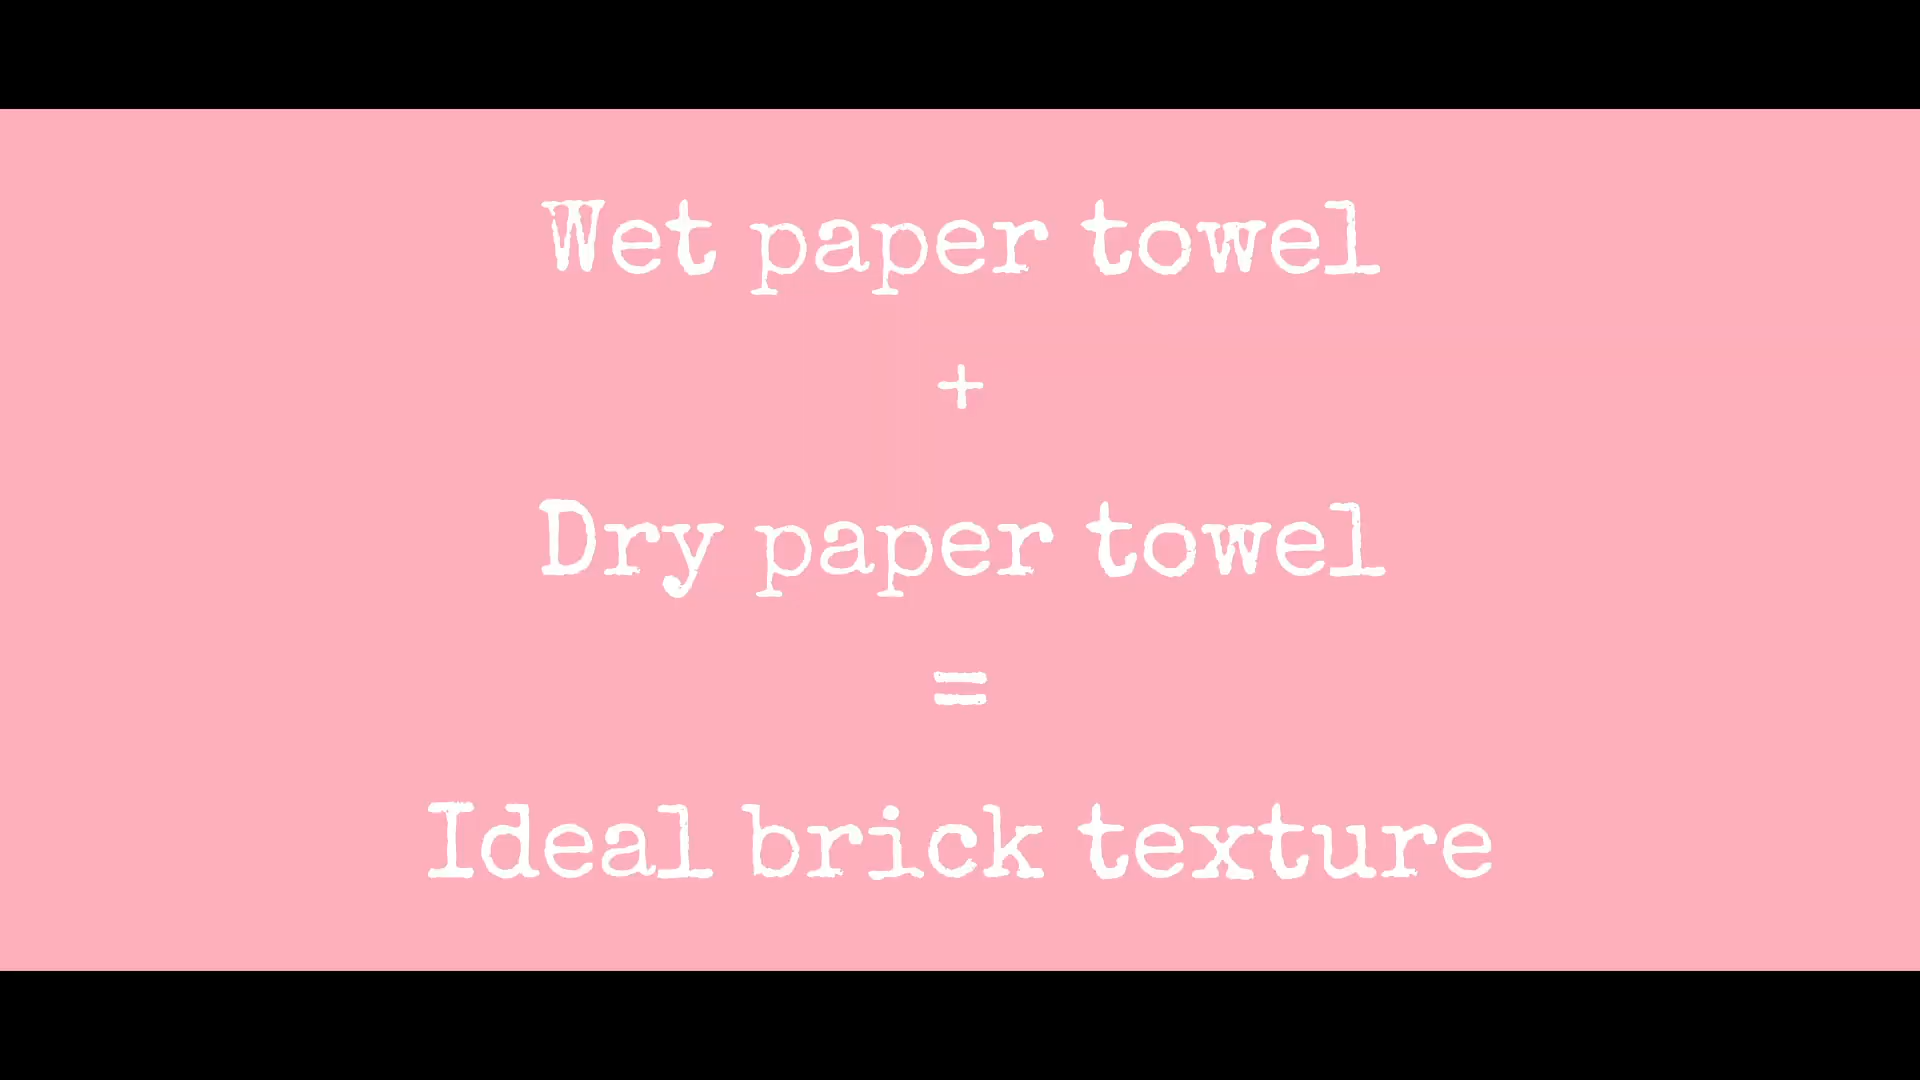 Wet paper towel
+
Dry paper towel
=
Ideal brick texture